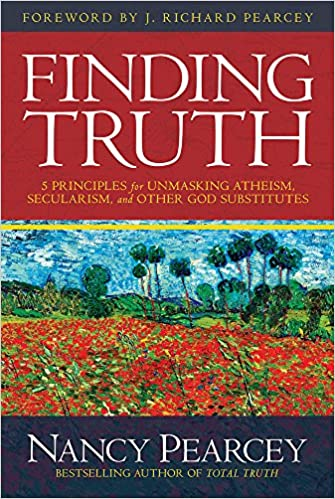 FOREWORD BY J. RICHARD PEARCEY
FINDING
TRUTH
5 PRINCIPLES for UNMASKING ATHEISM,
SECULARISM, and OTHER GOD SUBSTITUTES
NANCY PEARCEY
BESTSELLING AUTHOR OF TOTAL TRUTH